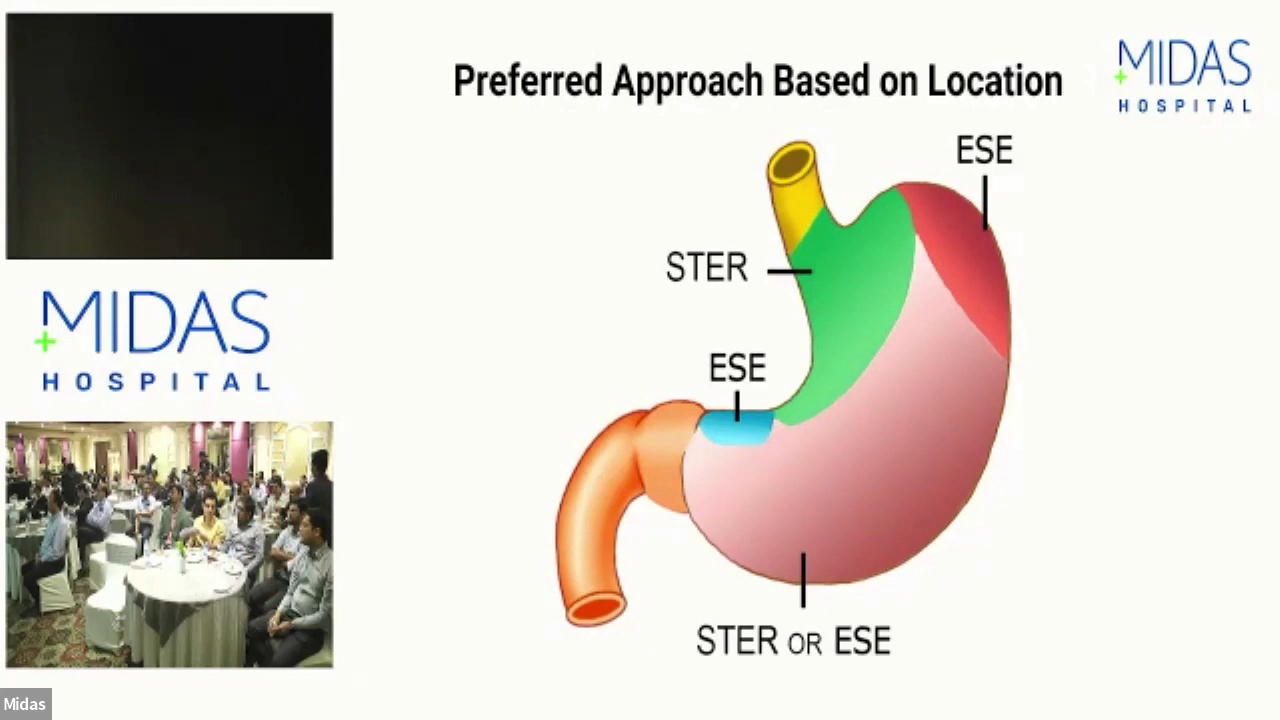 Preferred Approach Based on Location
MIDAS
HOSPITAL
ESE
STER
ESE
STER OR ESE
MIDAS
HOSPITAL
Midas